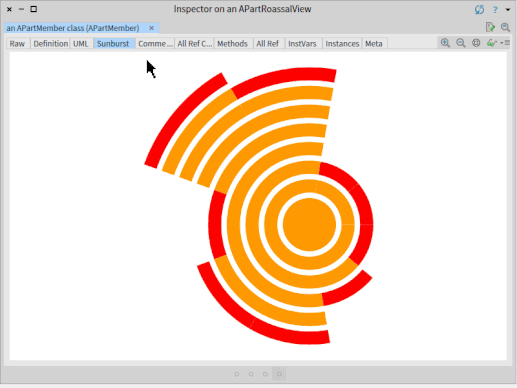 Inspector on an APartRoassalView
an APartMember class (APartMember)
Raw Definition UML Sunburst Comme... All Ref C... Methods All Ref InstVars Instances Meta